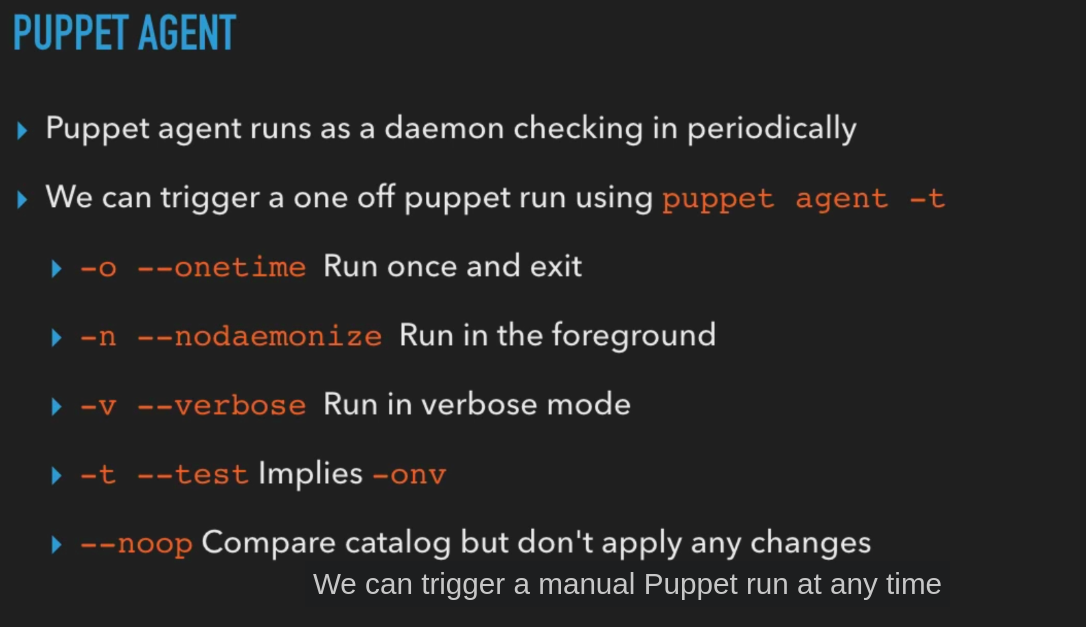 PUPPET AGENT
Puppet agent runs as a daemon checking in periodically
We can trigger a one off puppet run using puppet agent -t
-o --onetime Run once and exit
-n --nodaemonize Run in the foreground
-v --verbose Run in verbose mode
-t --test Implies -onv
--noop Compare catalog but don't apply any changes
We can trigger a manual Puppet run at any time